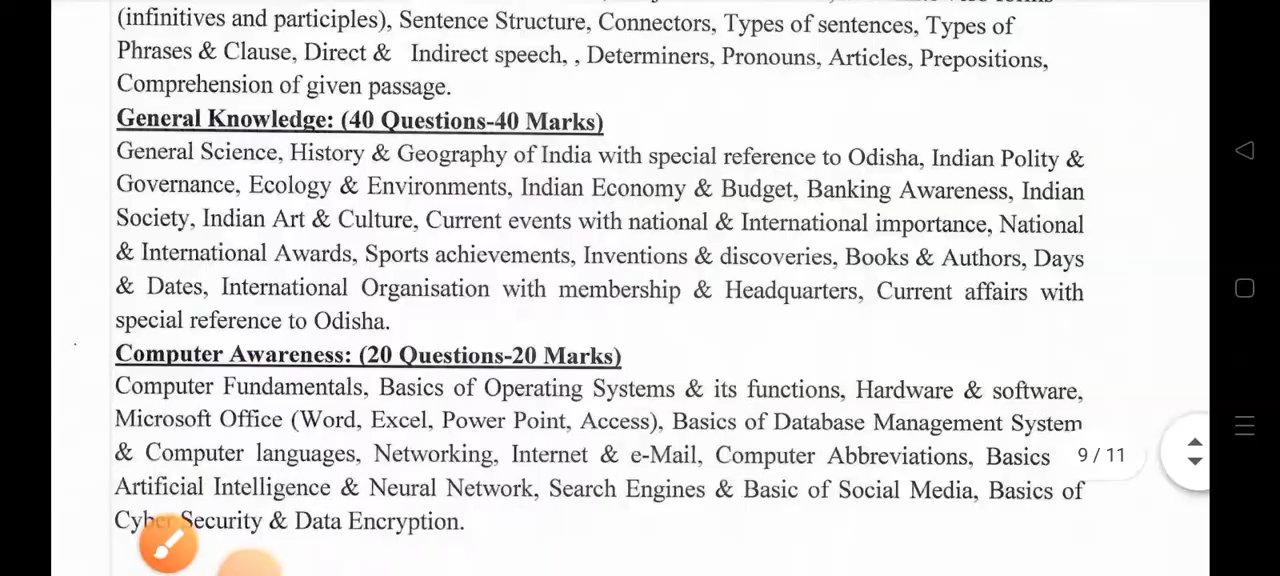 (infinitives and participles), Sentence Structure, Connectors, Types of sentences, Types of
Phrases & Clause, Direct & Indirect speech, , Determiners, Pronouns, Articles, Prepositions,
Comprehension of given passage.
General Knowledge: (40 Questions-40 Marks)
General Science, History & Geography of India with special reference to Odisha, Indian Polity &
Governance, Ecology & Environments, Indian Economy & Budget, Banking Awareness, Indian
Society, Indian Art & Culture, Current events with national & International importance, National
& International Awards, Sports achievements, Inventions & discoveries, Books & Authors, Days
& Dates, International Organisation with membership & Headquarters, Current affairs with
special reference to Odisha.
Computer Awareness: (20 Questions-20 Marks)
Computer Fundamentals, Basics of Operating Systems & its functions, Hardware & software,
Microsoft Office (Word, Excel, Power Point, Access), Basics of Database Management System
& Computer languages, Networking, Internet & e-Mail, Computer Abbreviations, Basics
9 / 11
Artificial Intelligence & Neural Network, Search Engines & Basic of Social Media, Basics of
Cyber Security & Data Encryption.